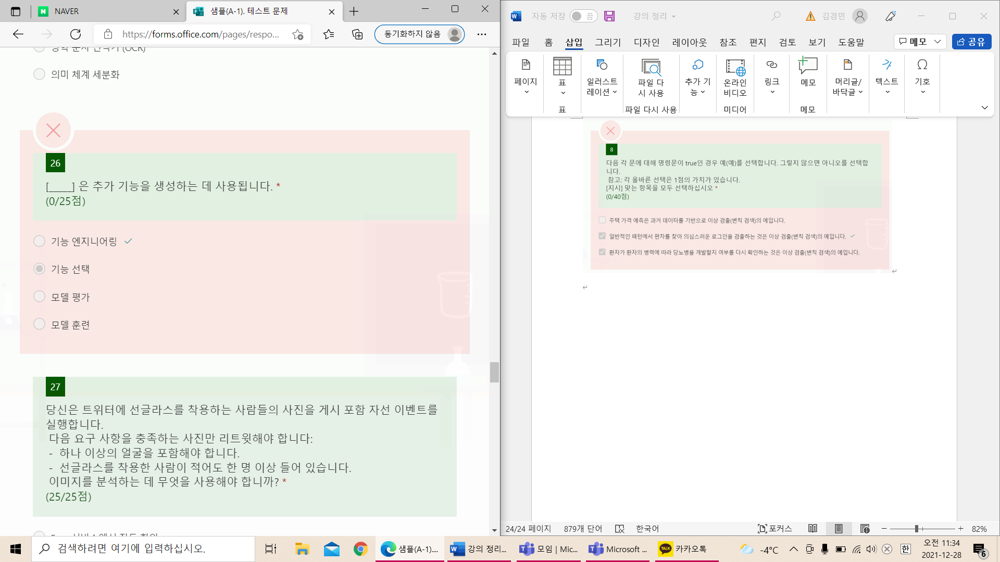 NAVER
샘플(A-1). 테스트 문제
https://forms.office.com/pages/respo...
동기화하지 않음
의미 체계 세분화
26
[_____] 은 추가 기능을 생성하는 데 사용됩니다. *
(0/25점)
기능 엔지니어링
기능 선택
모델 평가
모델 훈련
27
당신은 트위터에 선글라스를 착용하는 사람들의 사진을 게시 포함 자선 이벤트를
실행합니다.
다음 요구 사항을 충족하는 사진만 리트윗해야 합니다:
- 하나 이상의 얼굴을 포함해야 합니다.
- 선글라스를 착용한 사람이 적어도 한 명 이상 들어 있습니다.
이미지를 분석하는 데 무엇을 사용해야 합니까? *
(25/25점)
자동 저장 끔 강의 정리 김경민
파일 홈 삽입 그리기 디자인 레이아웃 참조 편지 검토 보기 도움말 메모 공유
페이지
표
일러스트
레이션
파일 다
시 사용
추가 기
능
온라인
비디오
링크
메모
머리글/
바닥글
텍스트
기호
표 파일 다시 사용 미디어 메모
8
다음 각 문에 대해 명령문이 true인 경우 예(예)를 선택합니다. 그렇지 않으면 아니오를 선택합
니다.
참고: 각 올바른 선택은 1점의 가치가 있습니다.
[지시] 맞는 항목을 모두 선택하십시오 *
(0/40점)
주택 가격 예측은 과거 데이터를 기반으로 이상 검출(변칙 검색)의 예입니다.
일반적인 패턴에서 편차를 찾아 의심스러운 로그인을 검출하는 것은 이상 검출(변칙 검색)의 예입니다.
환자가 환자의 병력에 따라 당뇨병을 개발할지 여부를 다시 확인하는 것은 이상 검출(변칙 검색)의 예입니다.
24/24 페이지 879개 단어 한국어 포커스 82%
검색하려면 여기에 입력하십시오.
샘플(A-1)....
강의 정리...
모임 | Mic...
Microsoft ...
TALK
카카오톡
-4°C
한
오전 11:34
2021-12-28
6